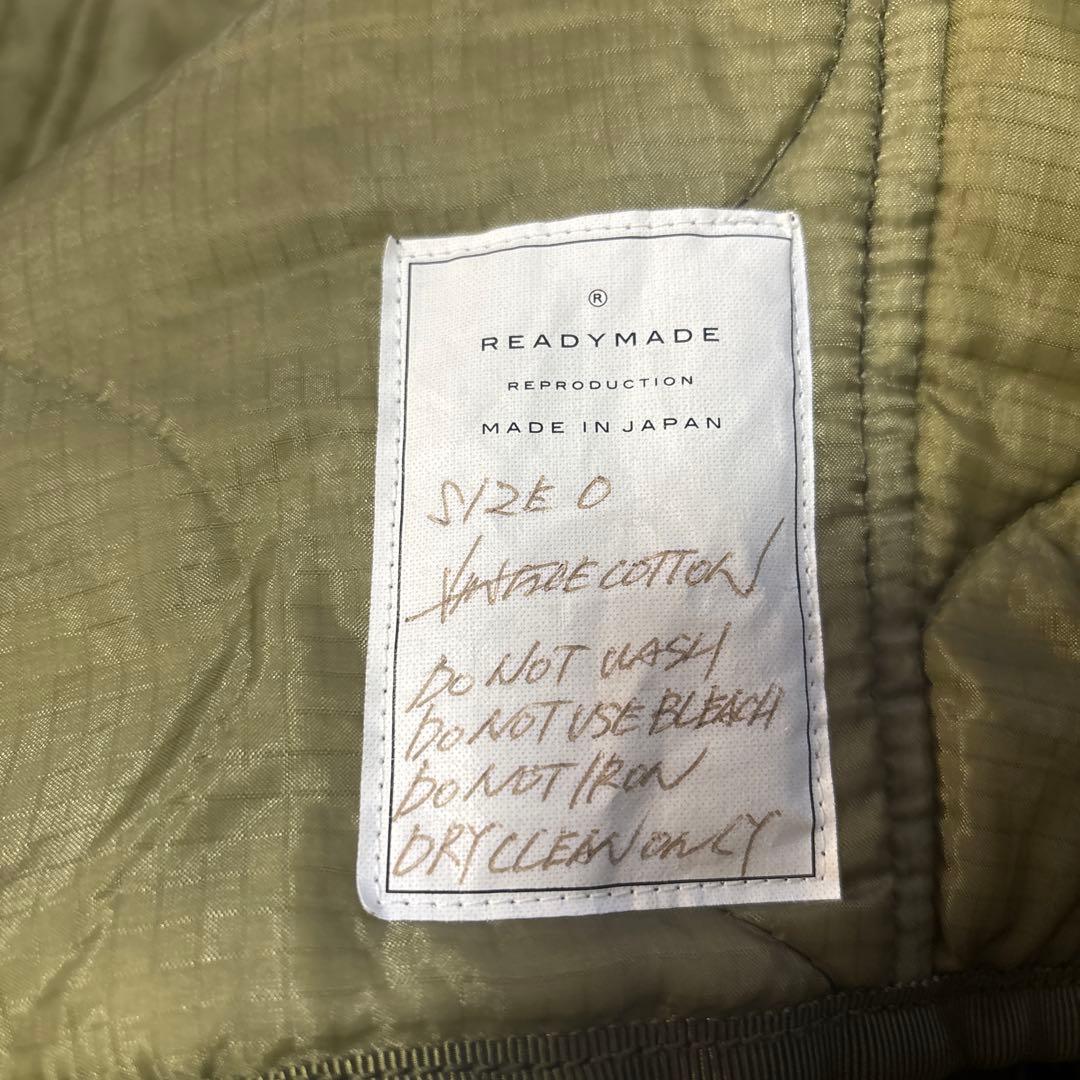 ®
READYMADE
REPRODUCTION
MADE IN JAPAN
SIZE 0
VINTAGE COTTON
DO NOT WASH
DO NOT USE BLEACH
DO NOT IRON
DRY CLEAN ONLY